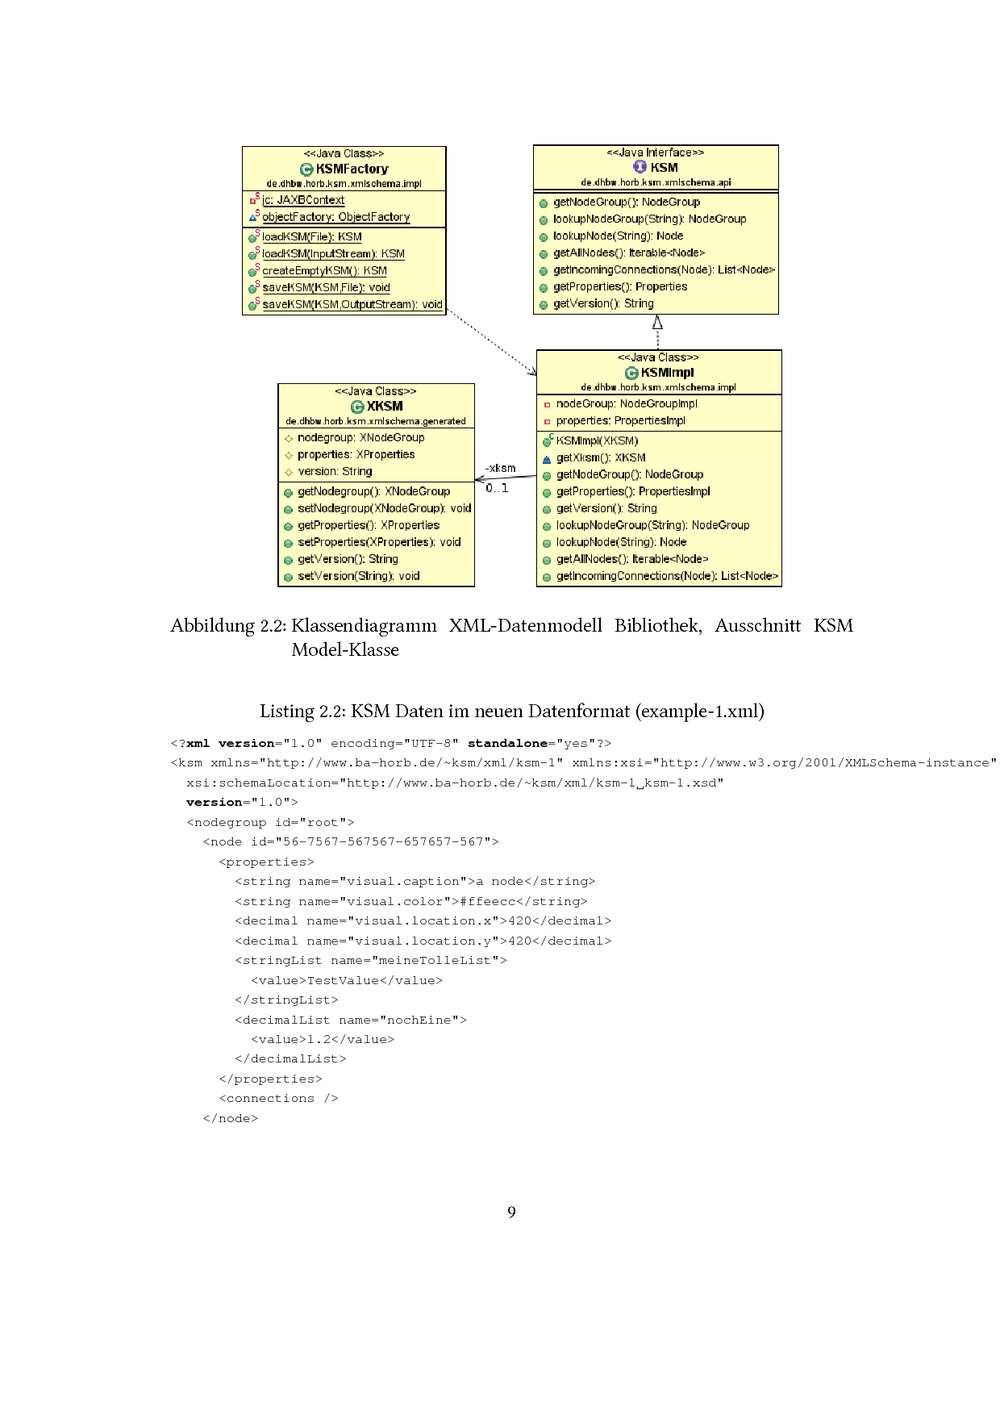 <<Java Class>>
KSMFactory
de.dhbw.horb.ksm.xmlschema.impl
jc: JAXBContext
objectFactory: ObjectFactory
loadKSM(File): KSM
loadKSM(InputStream): KSM
createEmptyKSM(): KSM
saveKSM(KSM,File): void
saveKSM(KSM,OutputStream): void
<<Java Interface>>
KSM
de.dhbw.horb.ksm.xmlschema.api
getNodeGroup(): NodeGroup
lookupNodeGroup(String): NodeGroup
lookupNode(String): Node
getAllNodes(): Iterable<Node>
getIncomingConnections(Node): List<Node>
getProperties(): Properties
getVersion(): String
<<Java Class>>
XKSM
de.dhbw.horb.ksm.xmlschema.generated
nodegroup: XNodeGroup
properties: XProperties
version: String
getNodegroup(): XNodeGroup
setNodegroup(XNodeGroup): void
getProperties(): XProperties
setProperties(XProperties): void
getVersion(): String
setVersion(String): void
-xksm
0..1
<<Java Class>>
KSMImpl
de.dhbw.horb.ksm.xmlschema.impl
nodeGroup: NodeGroupImpl
properties: PropertiesImpl
KSMImpl(XKSM)
getXksm(): XKSM
getNodeGroup(): NodeGroup
getProperties(): PropertiesImpl
getVersion(): String
lookupNodeGroup(String): NodeGroup
lookupNode(String): Node
getAllNodes(): Iterable<Node>
getIncomingConnections(Node): List<Node>
Abbildung 2.2: Klassendiagramm XML-Datenmodell Bibliothek, Ausschnitt KSM
Model-Klasse
Listing 2.2: KSM Daten im neuen Datenformat (example-1.xml)
<?xml version="1.0" encoding="UTF-8" standalone="yes"?>
<ksm xmlns="http://www.ba-horb.de/~ksm/xml/ksm-1" xmlns:xsi="http://www.w3.org/2001/XMLSchema-instance"
xsi:schemaLocation="http://www.ba-horb.de/~ksm/xml/ksm-1␣ksm-1.xsd"
version="1.0">
<nodegroup id="root">
<node id="56-7567-567567-657657-567">
<properties>
<string name="visual.caption">a node</string>
<string name="visual.color">#ffeecc</string>
<decimal name="visual.location.x">420</decimal>
<decimal name="visual.location.y">420</decimal>
<stringList name="meineTolleList">
<value>TestValue</value>
</stringList>
<decimalList name="nochEine">
<value>1.2</value>
</decimalList>
</properties>
<connections />
</node>
9